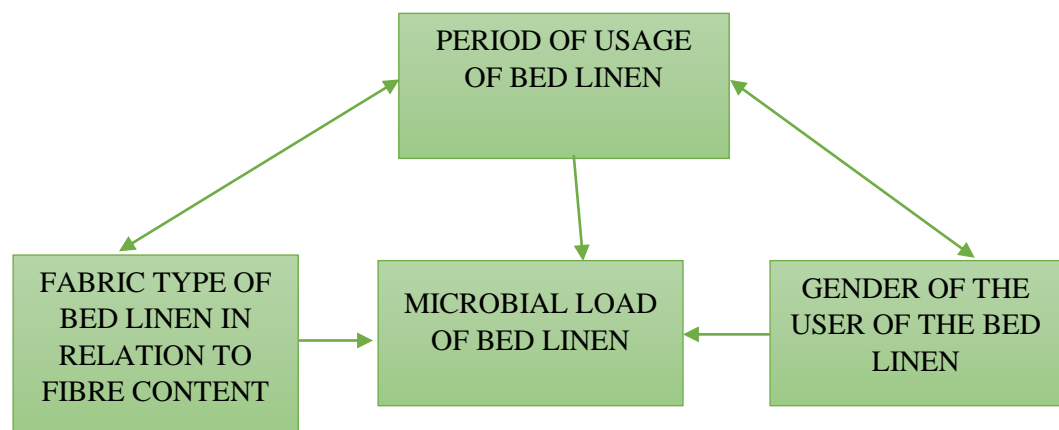 PERIOD OF USAGE
OF BED LINEN
FABRIC TYPE OF
BED LINEN IN
RELATION TO
FIBRE CONTENT
MICROBIAL LOAD
OF BED LINEN
GENDER OF THE
USER OF THE BED
LINEN